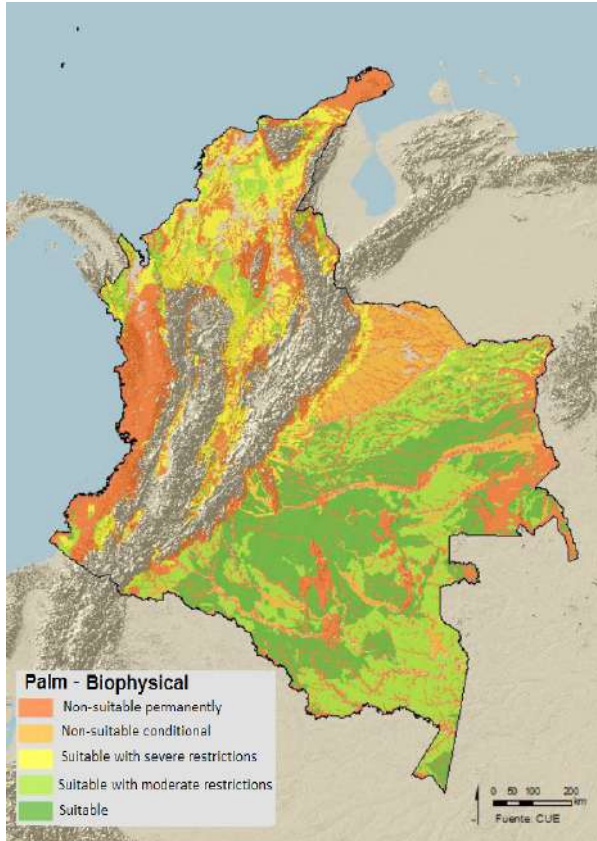 Palm - Biophysical
Non-suitable permanently
Non-suitable conditional
Suitable with severe restrictions
Suitable with moderate restrictions
Suitable
0 50 100 200
km
Fuente: CUE